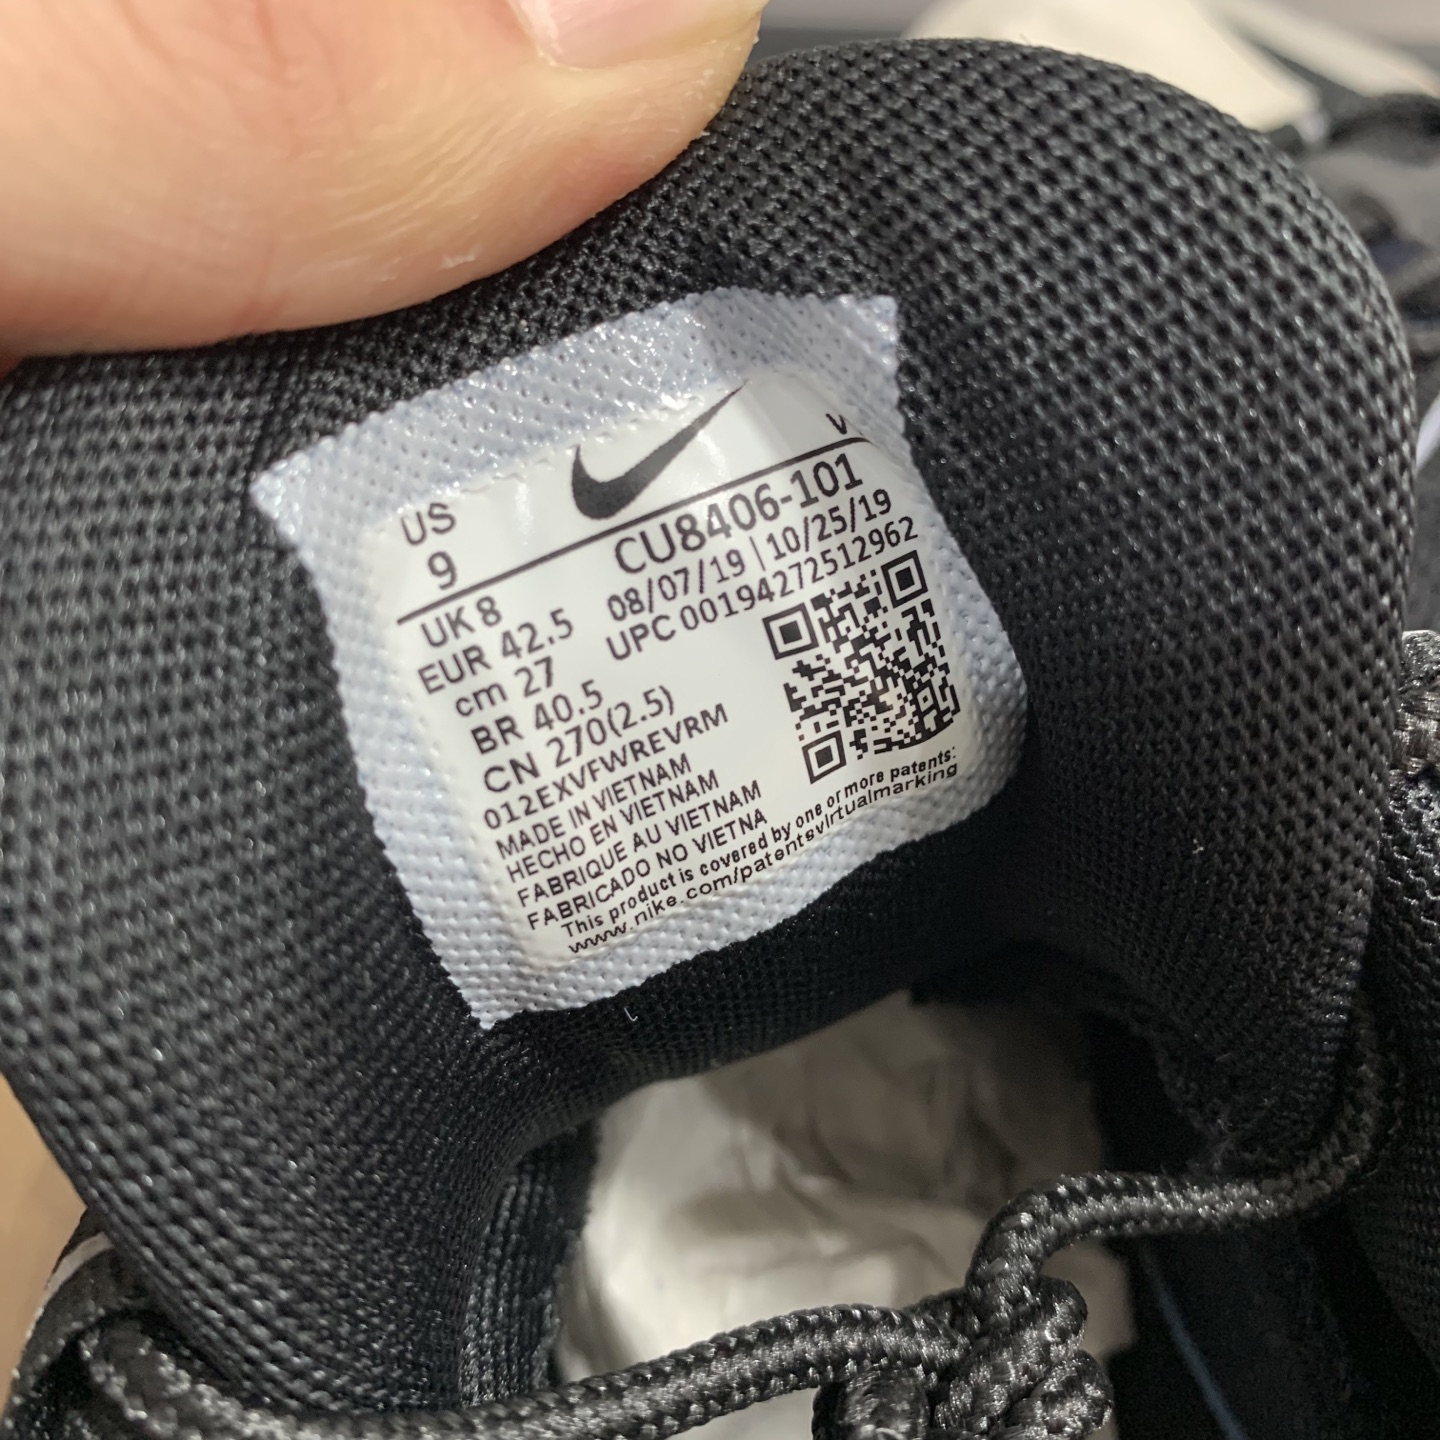 US
9
V
CU8406-101
08/07/19 | 10/25/19
UPC 00194272512962
UK 8
EUR 42.5
cm 27
BR 40.5
CN 270(2.5)
012EXVFWREVRM
MADE IN VIETNAM
HECHO EN VIETNAM
FABRIQUE AU VIETNAM
FABRICADO NO VIETNA
This product is covered by one or more patents:
www.nike.com/patentsvirtualmarking